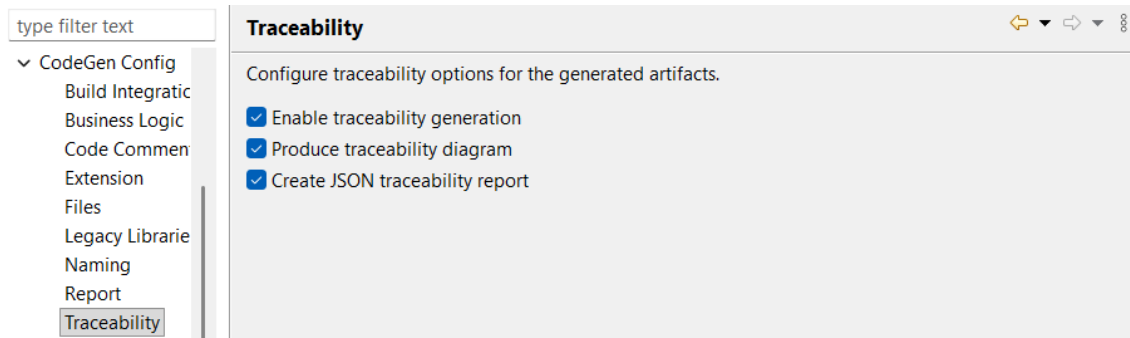 type filter text
CodeGen Config
Build Integratic
Business Logic
Code Commen
Extension
Files
Legacy Librarie
Naming
Report
Traceability
Traceability
Configure traceability options for the generated artifacts.
Enable traceability generation
Produce traceability diagram
Create JSON traceability report